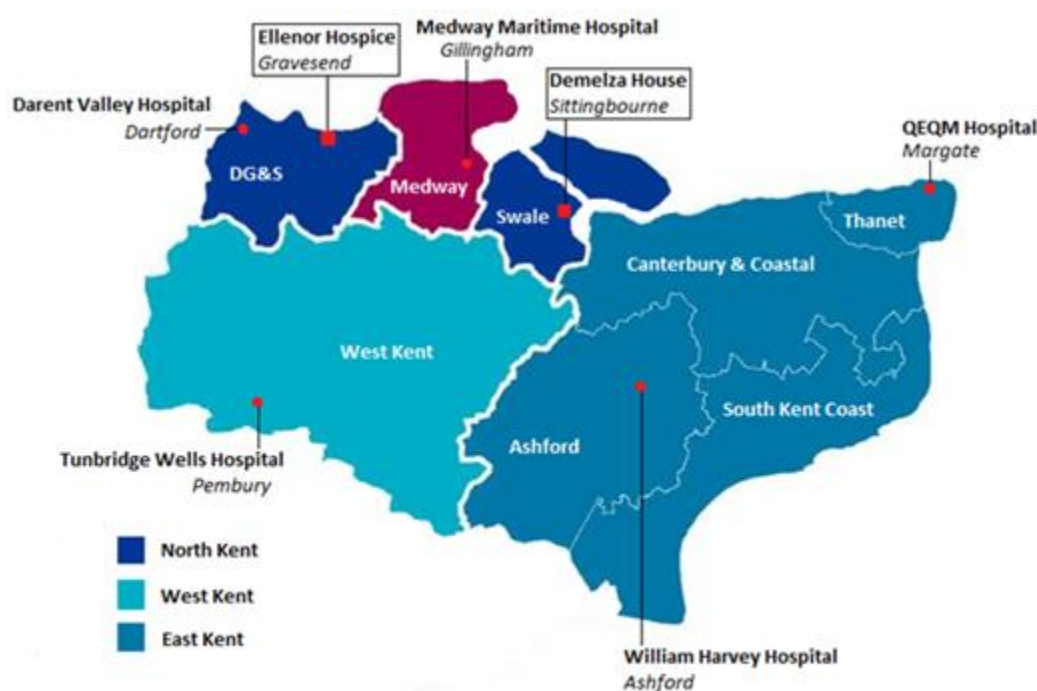 Ellenor Hospice
Gravesend
Medway Maritime Hospital
Gillingham
Demelza House
Sittingbourne
Darent Valley Hospital
Dartford
QEQM Hospital
Margate
DG&S
Medway
Swale
Thanet
Canterbury & Coastal
West Kent
South Kent Coast
Ashford
Tunbridge Wells Hospital
Pembury
North Kent
West Kent
East Kent
William Harvey Hospital
Ashford